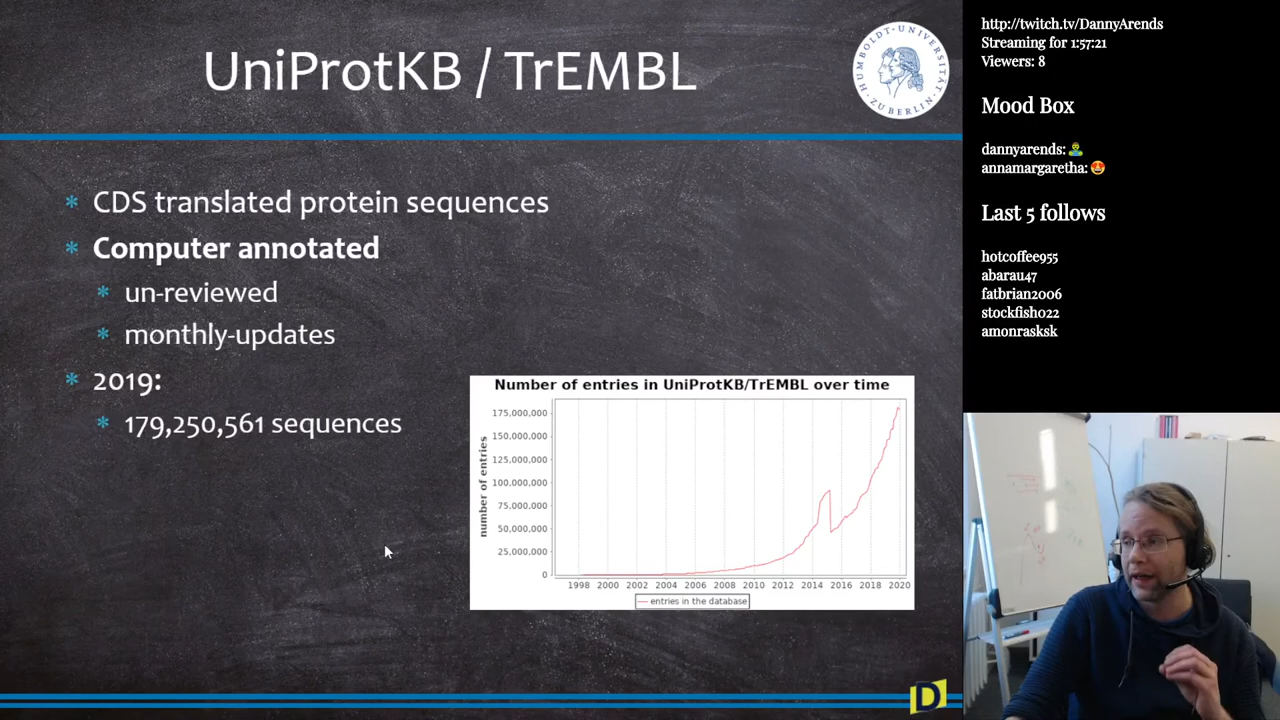 UniProtKB / TrEMBL
HUMBOLDT-UNIVERSITÄT
ZU BERLIN
* CDS translated protein sequences
* Computer annotated
* un-reviewed
* monthly-updates
* 2019:
* 179,250,561 sequences
Number of entries in UniProtKB/TrEMBL over time
number of entries
175,000,000
150,000,000
125,000,000
100,000,000
75,000,000
50,000,000
25,000,000
0
1998 2000 2002 2004 2006 2008 2010 2012 2014 2016 2018 2020
entries in the database
D
http://twitch.tv/DannyArends
Streaming for 1:57:21
Viewers: 8
Mood Box
dannyarends: 🧟‍♂️
annamargaretha: 😍
Last 5 follows
hotcoffee955
abarau47
fatbrian2006
stockfish022
amonrasksk